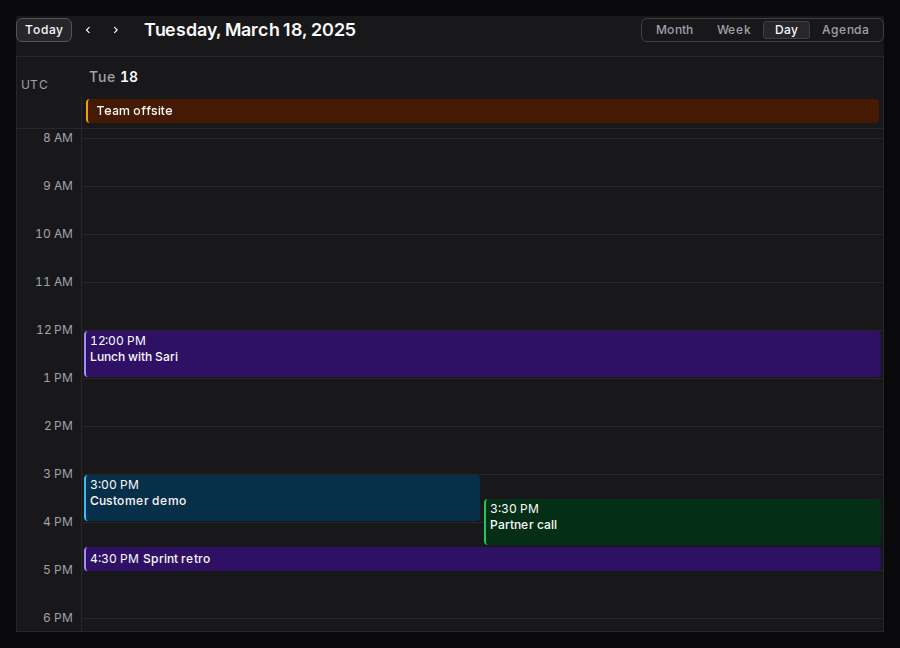 Today ‹ › Tuesday, March 18, 2025 Month Week Day Agenda
UTC
Tue 18
Team offsite
8 AM
9 AM
10 AM
11 AM
12 PM
12:00 PM
Lunch with Sari
1 PM
2 PM
3 PM
3:00 PM
Customer demo
3:30 PM
Partner call
4 PM
4:30 PM Sprint retro
5 PM
6 PM